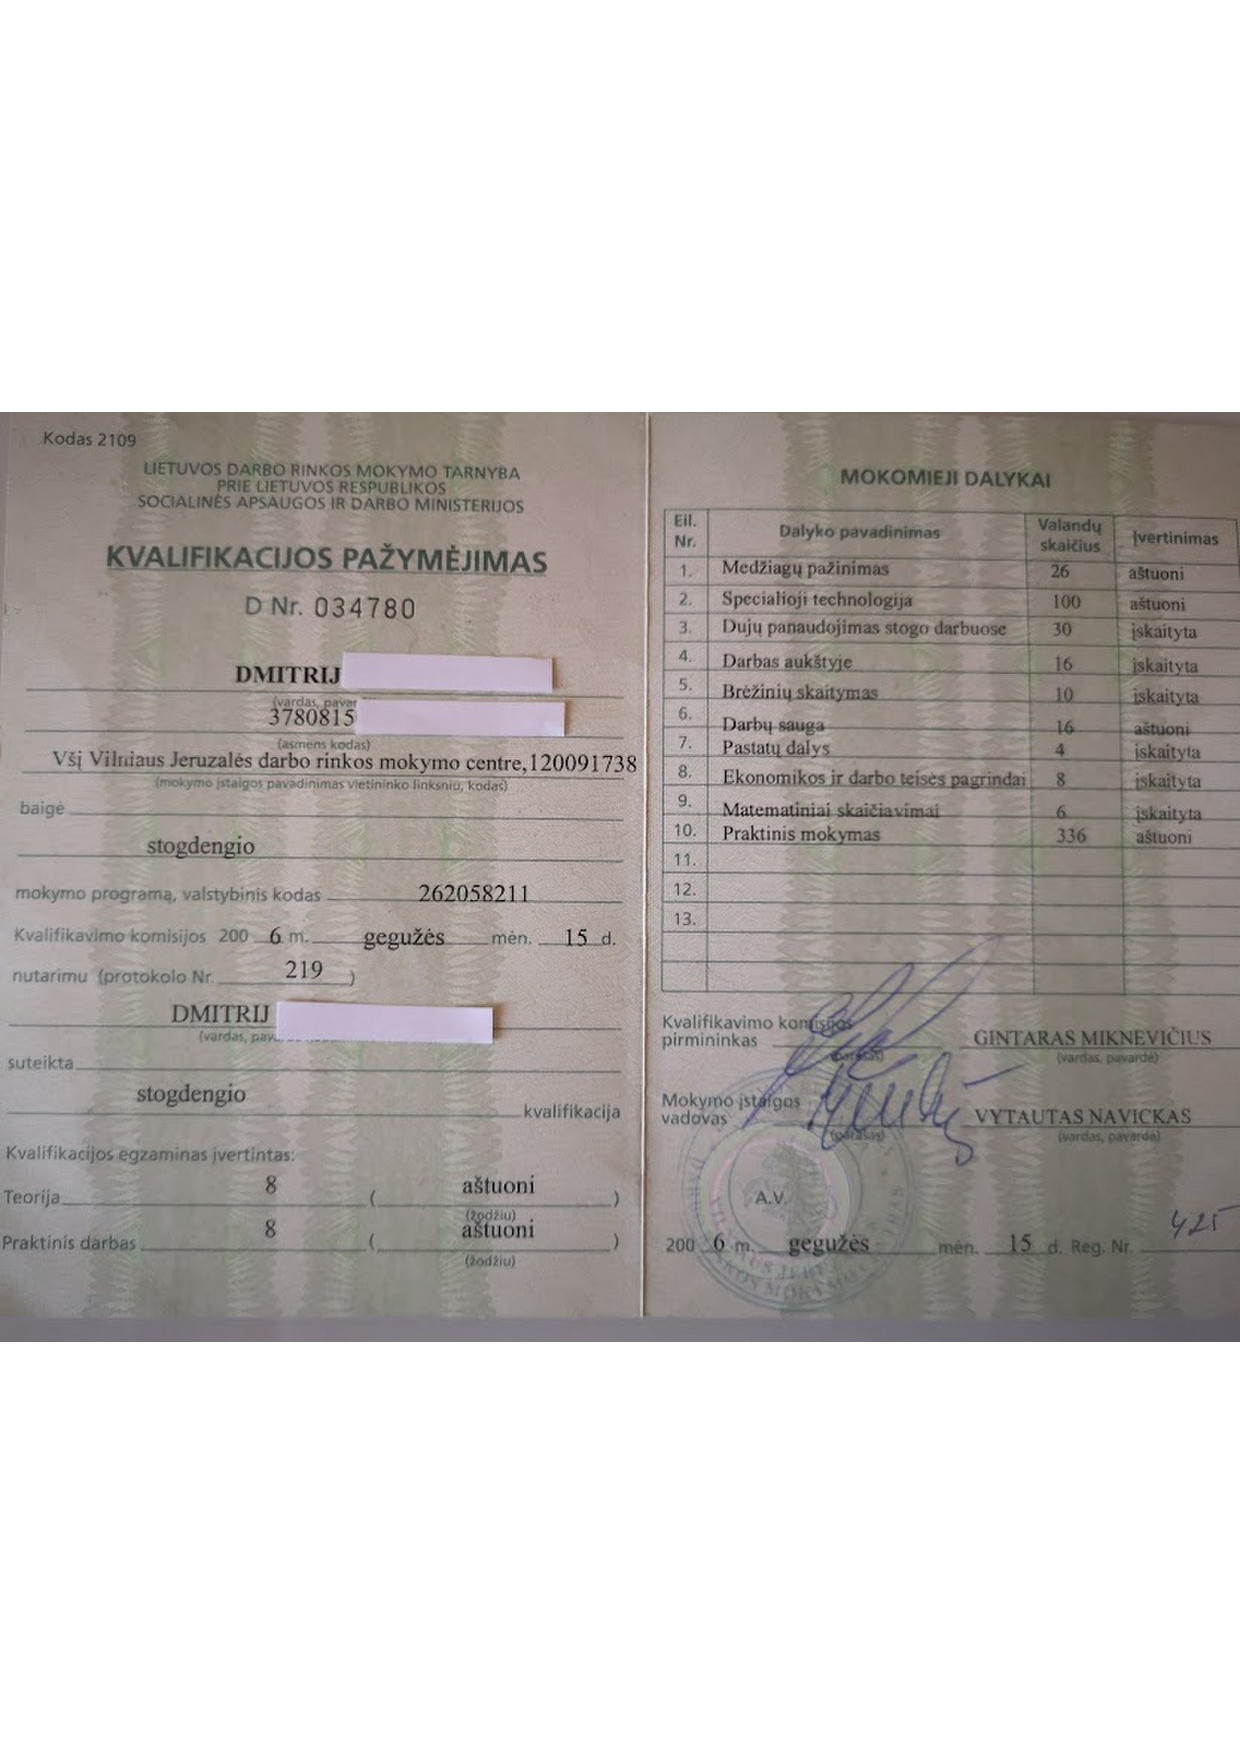 Kodas 2109
LIETUVOS DARBO RINKOS MOKYMO TARNYBA
PRIE LIETUVOS RESPUBLIKOS
SOCIALINĖS APSAUGOS IR DARBO MINISTERIJOS
KVALIFIKACIJOS PAŽYMĖJIMAS
D Nr. 034780
DMITRIJ
(vardas, pavar
3780815
(asmens kodas)
VšĮ Vilniaus Jeruzalės darbo rinkos mokymo centre,120091738
(mokymo įstaigos pavadinimas vietininko linksniu, kodas)
baigė
stogdengio
mokymo programą, valstybinis kodas 262058211
Kvalifikavimo komisijos 200 6 m. gegužės mėn. 15 d.
nutarimu (protokolo Nr. 219 )
DMITRIJ
(vardas, pava
suteikta
stogdengio
kvalifikacija
Kvalifikacijos egzaminas įvertintas:
Teorija 8 ( aštuoni )
(žodžiu)
Praktinis darbas 8 ( aštuoni )
(žodžiu)
MOKOMIEJI DALYKAI
Eil. Nr. Dalyko pavadinimas Valandų skaičius Įvertinimas
1. Medžiagų pažinimas 26 aštuoni
2. Specialioji technologija 100 aštuoni
3. Dujų panaudojimas stogo darbuose 30 įskaityta
4. Darbas aukštyje 16 įskaityta
5. Brėžinių skaitymas 10 įskaityta
6. Darbų sauga 16 aštuoni
7. Pastatų dalys 4 įskaityta
8. Ekonomikos ir darbo teisės pagrindai 8 įskaityta
9. Matematiniai skaičiavimai 6 įskaityta
10. Praktinis mokymas 336 aštuoni
11.
12.
13.
Kvalifikavimo komisijos
pirmininkas GINTARAS MIKNEVIČIUS
(parašas) (vardas, pavardė)
Mokymo įstaigos
vadovas VYTAUTAS NAVICKAS
(parašas) (vardas, pavardė)
A.V.
200 6 m. gegužės mėn. 15 d. Reg. Nr. 425